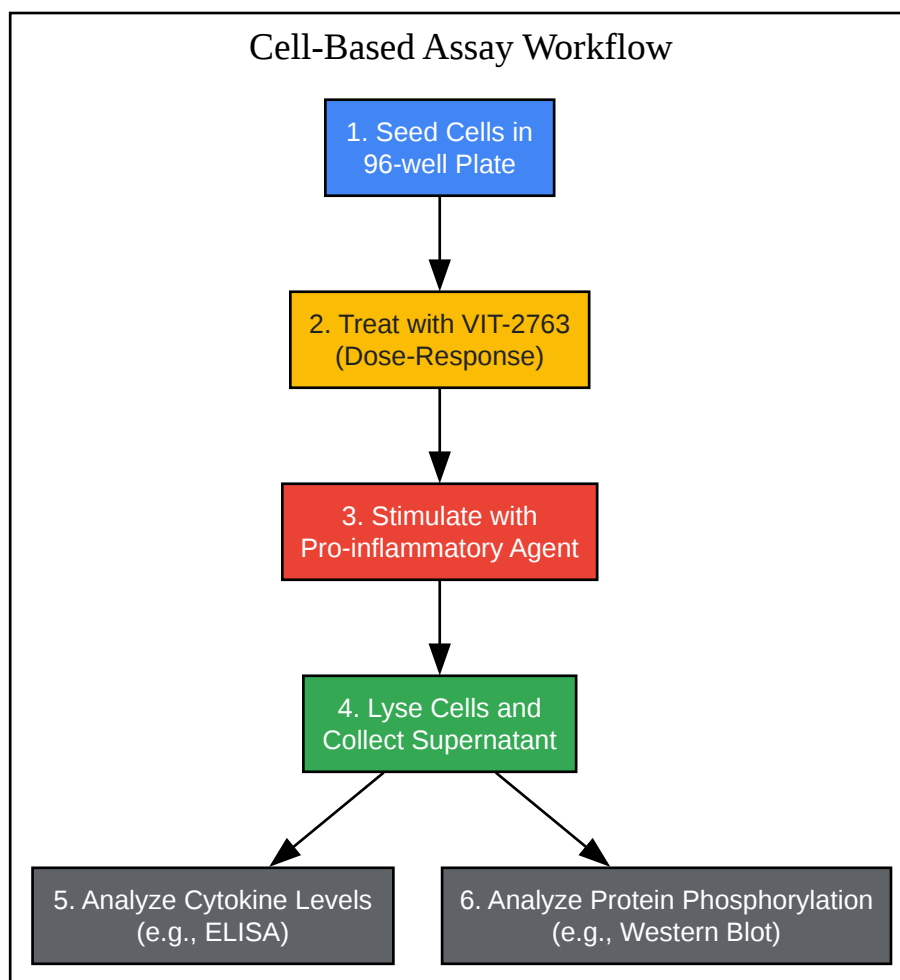 Cell-Based Assay Workflow
1. Seed Cells in
96-well Plate
2. Treat with VIT-2763
(Dose-Response)
3. Stimulate with
Pro-inflammatory Agent
4. Lyse Cells and
Collect Supernatant
5. Analyze Cytokine Levels
(e.g., ELISA)
6. Analyze Protein Phosphorylation
(e.g., Western Blot)